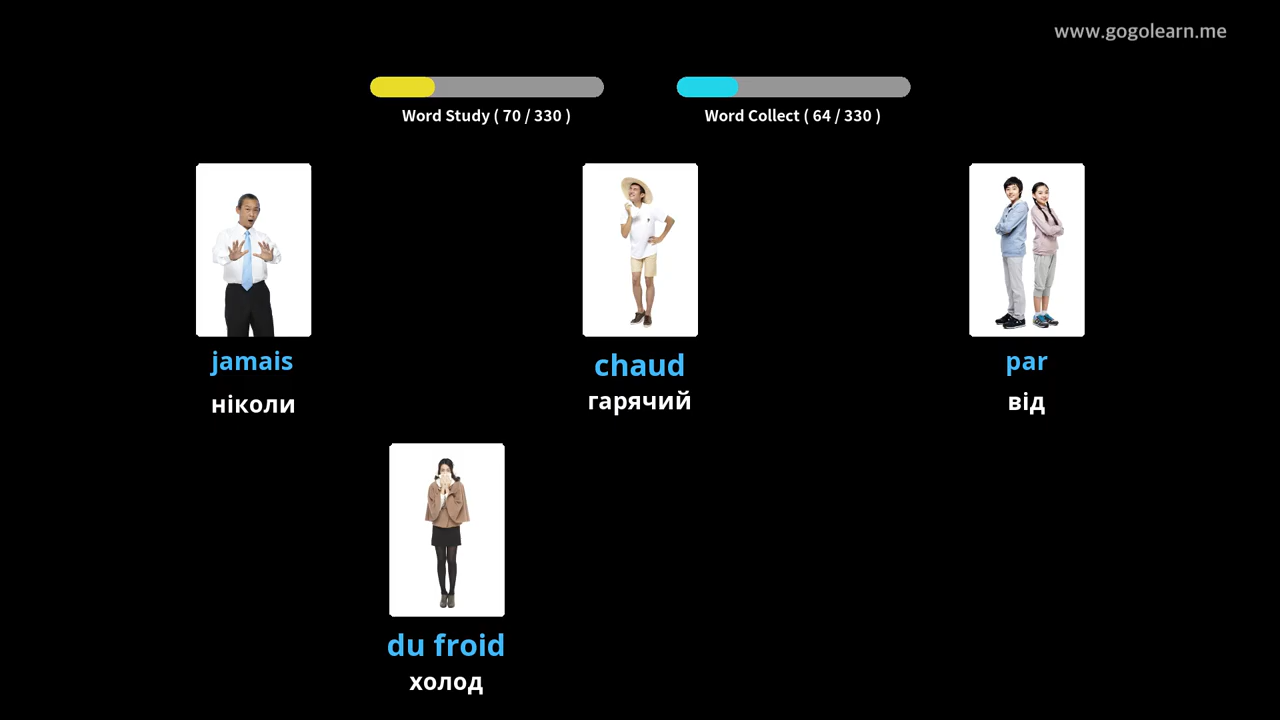 www.gogolearn.me
Word Study ( 70 / 330 )
Word Collect ( 64 / 330 )
jamais
ніколи
chaud
гарячий
par
від
du froid
холод